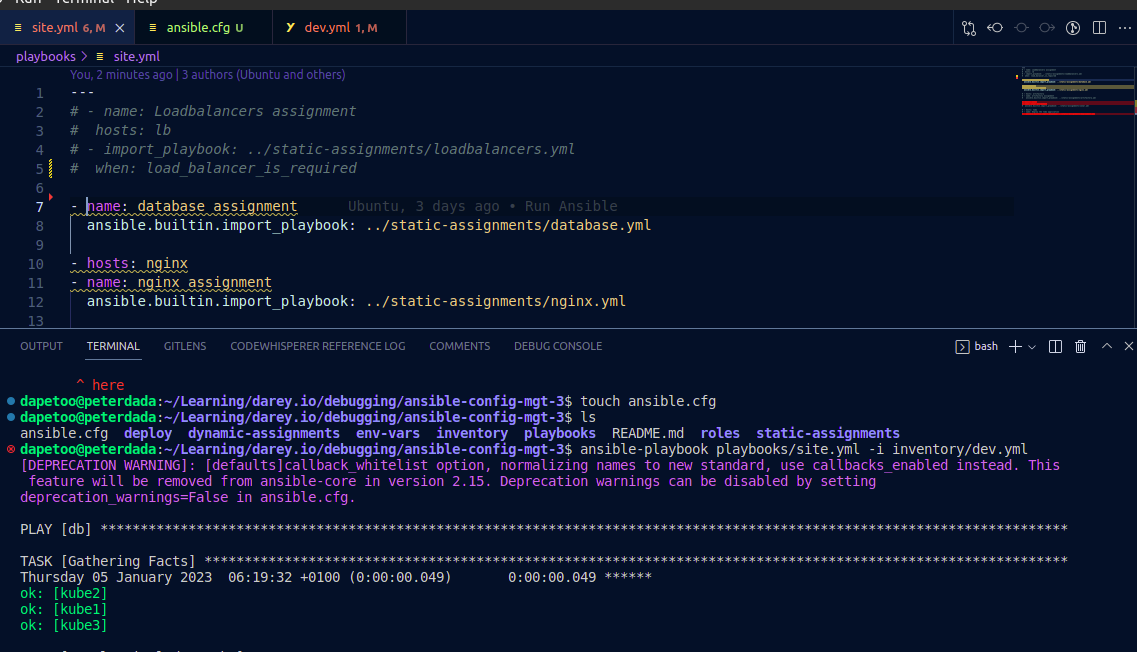 Run Terminal Help
site.yml 6, M
ansible.cfg U
dev.yml 1, M
playbooks > site.yml
You, 2 minutes ago | 3 authors (Ubuntu and others)
1 ---
2 # - name: Loadbalancers assignment
3 #  hosts: lb
4 # - import_playbook: ../static-assignments/loadbalancers.yml
5 #  when: load_balancer_is_required
6
7 - name: database assignment Ubuntu, 3 days ago • Run Ansible
8   ansible.builtin.import_playbook: ../static-assignments/database.yml
9
10 - hosts: nginx
11 - name: nginx assignment
12   ansible.builtin.import_playbook: ../static-assignments/nginx.yml
13
OUTPUT TERMINAL GITLENS CODEWHISPERER REFERENCE LOG COMMENTS DEBUG CONSOLE bash
^ here
dapetoo@peterdada:~/Learning/darey.io/debugging/ansible-config-mgt-3$ touch ansible.cfg
dapetoo@peterdada:~/Learning/darey.io/debugging/ansible-config-mgt-3$ ls
ansible.cfg  deploy  dynamic-assignments  env-vars  inventory  playbooks  README.md  roles  static-assignments
dapetoo@peterdada:~/Learning/darey.io/debugging/ansible-config-mgt-3$ ansible-playbook playbooks/site.yml -i inventory/dev.yml
[DEPRECATION WARNING]: [defaults]callback_whitelist option, normalizing names to new standard, use callbacks_enabled instead. This
 feature will be removed from ansible-core in version 2.15. Deprecation warnings can be disabled by setting
deprecation_warnings=False in ansible.cfg.
PLAY [db] *************************************************************************************************************************
TASK [Gathering Facts] ************************************************************************************************************
Thursday 05 January 2023  06:19:32 +0100 (0:00:00.049)       0:00:00.049 ******
ok: [kube2]
ok: [kube1]
ok: [kube3]